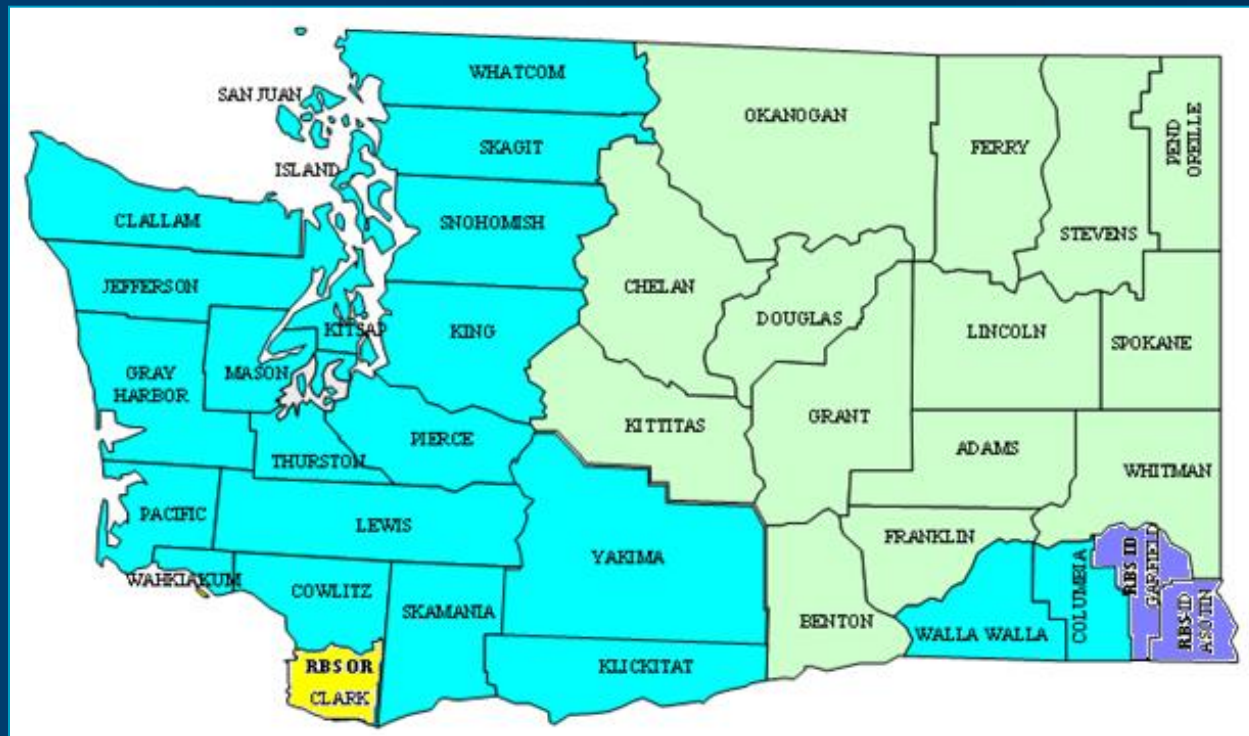 WHATCOM
SAN JUAN
OKANOGAN
SKAGIT
FERRY
PEND
OREILLE
ISLAND
SNOHOMISH
CLALLAM
STEVENS
JEFFERSON
CHELAN
DOUGLAS
KITSAP
KING
LINCOLN
SPOKANE
GRAY
HARBOR
MASON
KITTITAS
GRANT
PIERCE
THURSTON
ADAMS
WHITMAN
PACIFIC
LEWIS
YAKIMA
FRANKLIN
WAHKIAKUM
COWLITZ
SKAMANIA
BENTON
WALLA WALLA
COLUMBIA
RBS ID
GARFIELD
RBS-ID
ASOTIN
RBS OR
CLARK
KLICKITAT